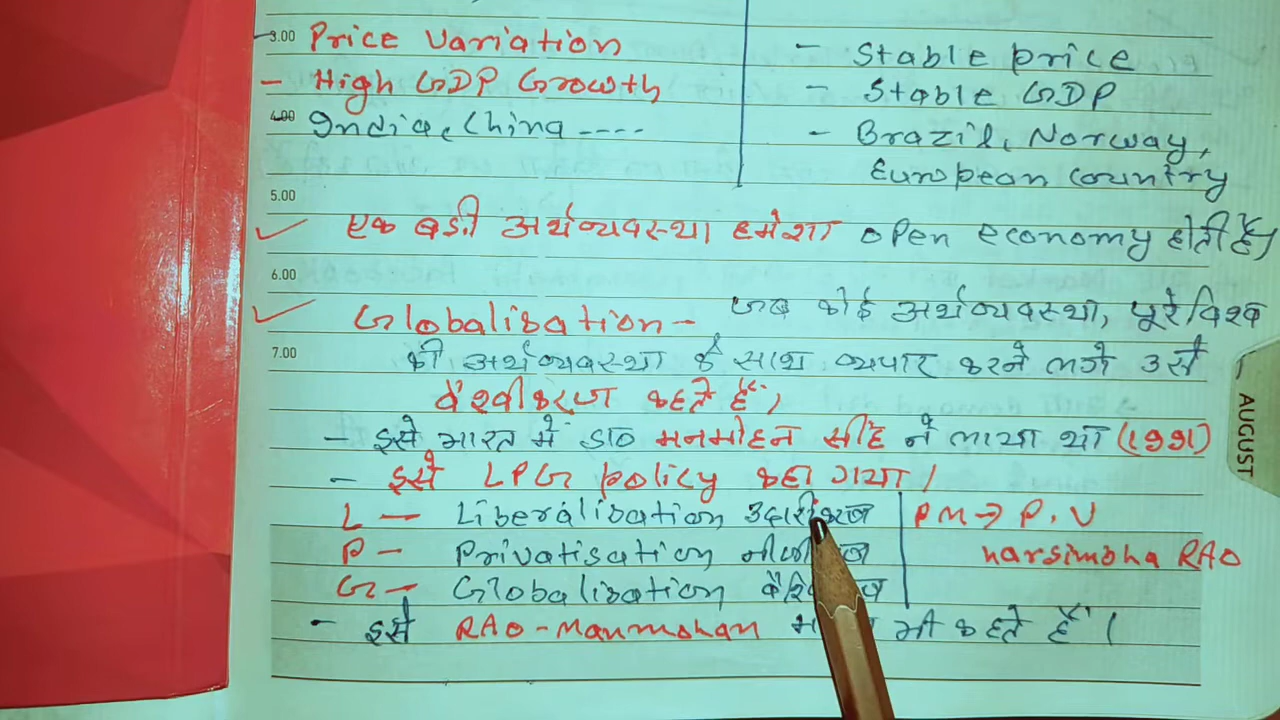 3.00 Price Variation
- High GDP Growth
4.00 India, China ----
- Stable price
- Stable GDP
- Brazil, Norway,
European country
5.00
एक बड़ी अर्थव्यवस्था हमेशा open economy होती हैं।
6.00
Globalisation - जब कोई अर्थव्यवस्था, पूरे विश्व
7.00 की अर्थव्यवस्था के साथ व्यपार करने लगे उसे
वैश्वीकरण कहते हैं।
- इसे भारत में डा० मनमोहन सींह ने लाया था (1991)
- इसे LPG policy कहा गया।
L — Liberalisation
P — Privatisation
G — Globalisation
PM → P.V
narsimbha RAO
- इसे RAO-Manmohan भी कहते हैं।
AUGUST